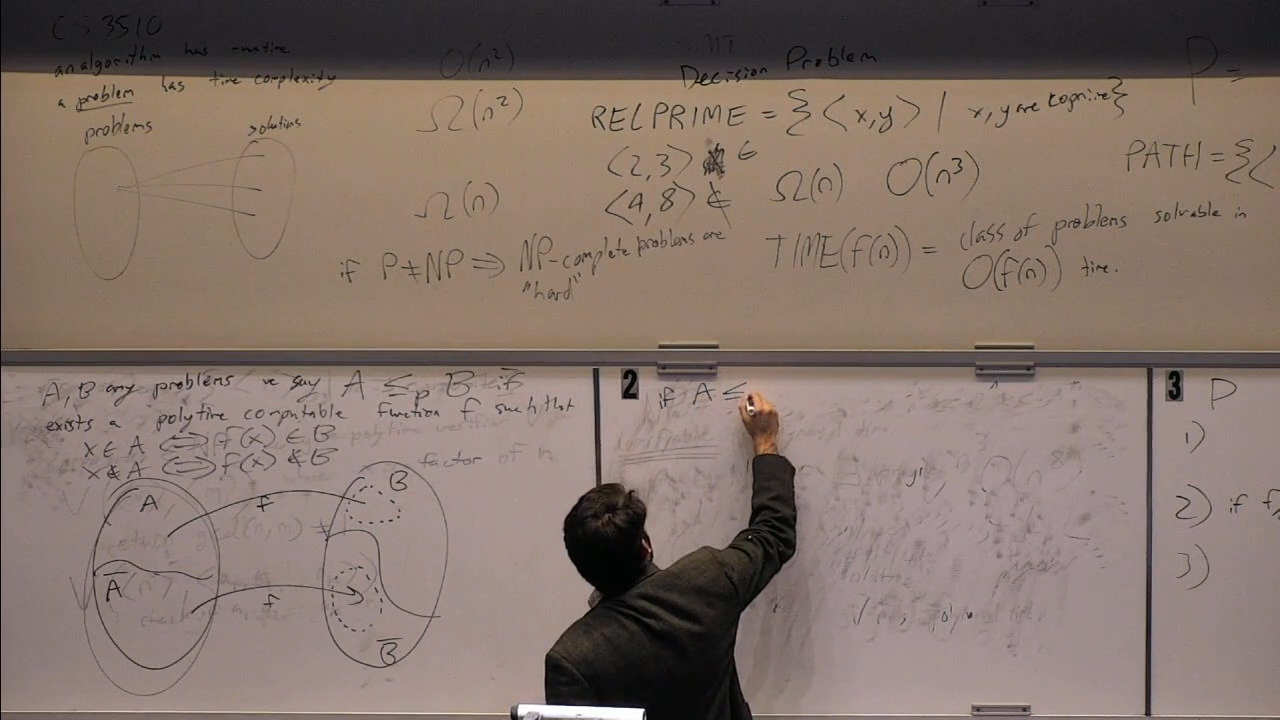 CS 3510
an algorithm has runtime
a problem has time complexity
problems
solutions
O(n²)
Ω(n²)
Ω(n)
if P ≠ NP ⇒ NP-complete problems are
"hard"
Decision Problem
RELPRIME = {<x,y> | x,y are coprime}
<2,3> ∈
<4,8> ∉
Ω(n) O(n³)
TIME(f(n)) = class of problems solvable in
O(f(n)) time.
P =
PATH = {<
A, B any problems we say A ≤p B if
exists a polytime computable function f such that
x ∈ A ⇔ f(x) ∈ B
x ∉ A ⇔ f(x) ∉ B
factor of n
A
f
B
Ā
f
B̄
2
if A ≤
3
P
1)
2) if f,
3)